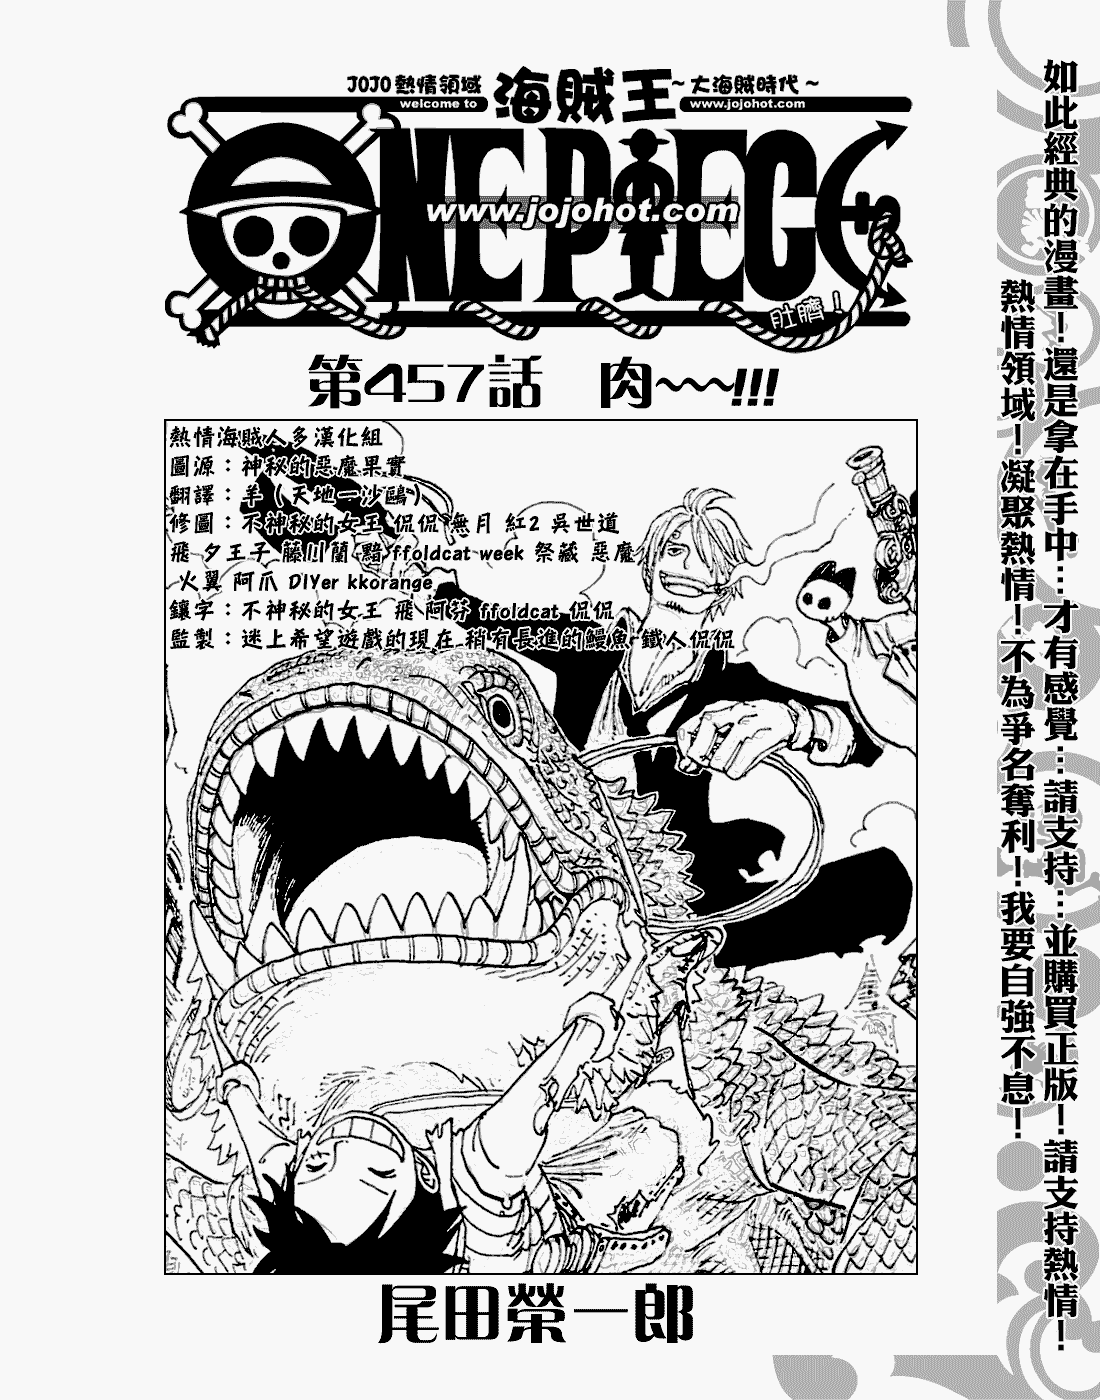 JOJO熱情領域 海賊王 ~大海賊時代~
welcome to www.jojohot.com
ONE PIECE
www.jojohot.com
肚臍！
第457話 肉~~~!!!
熱情海賊人多漢化組
圖源：神秘的惡魔果實
翻譯：羊（天地一沙鷗）
修圖：不神秘的女王 侃侃 無月 紅2 吳世道
飛 夕王子 藤川蘭 黯 ffoldcat week 祭藏 惡魔
火翼 阿爪 DIYer kkorange
鑲字：不神秘的女王 飛 阿芬 ffoldcat 侃侃
監製：迷上希望遊戲的現在 稍有長進的鰻魚 鐵人侃侃
尾田榮一郎
如此經典的漫畫！還是拿在手中…才有感覺…請支持…並購買正版！請支持熱情！
熱情領域！凝聚熱情！不為爭名奪利！我要自強不息！